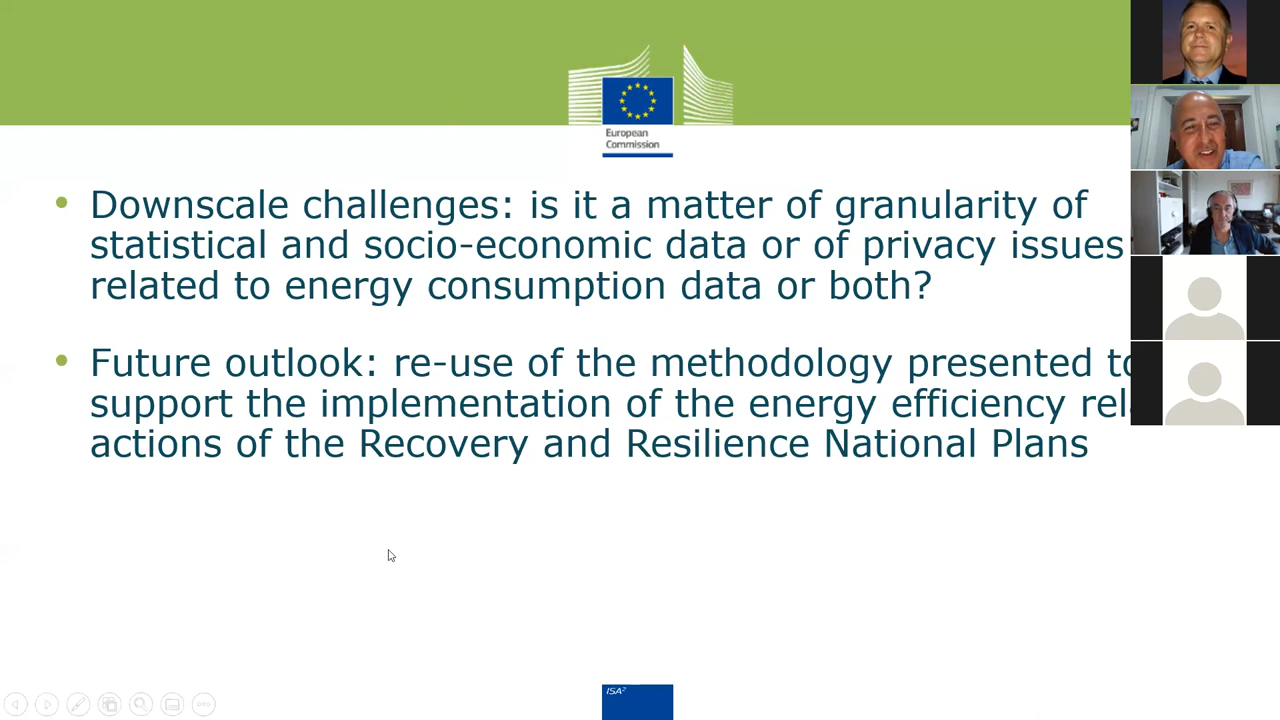 European
Commission
• Downscale challenges: is it a matter of granularity of
statistical and socio-economic data or of privacy issues
related to energy consumption data or both?
• Future outlook: re-use of the methodology presented to
support the implementation of the energy efficiency
actions of the Recovery and Resilience National Plans
ISA²